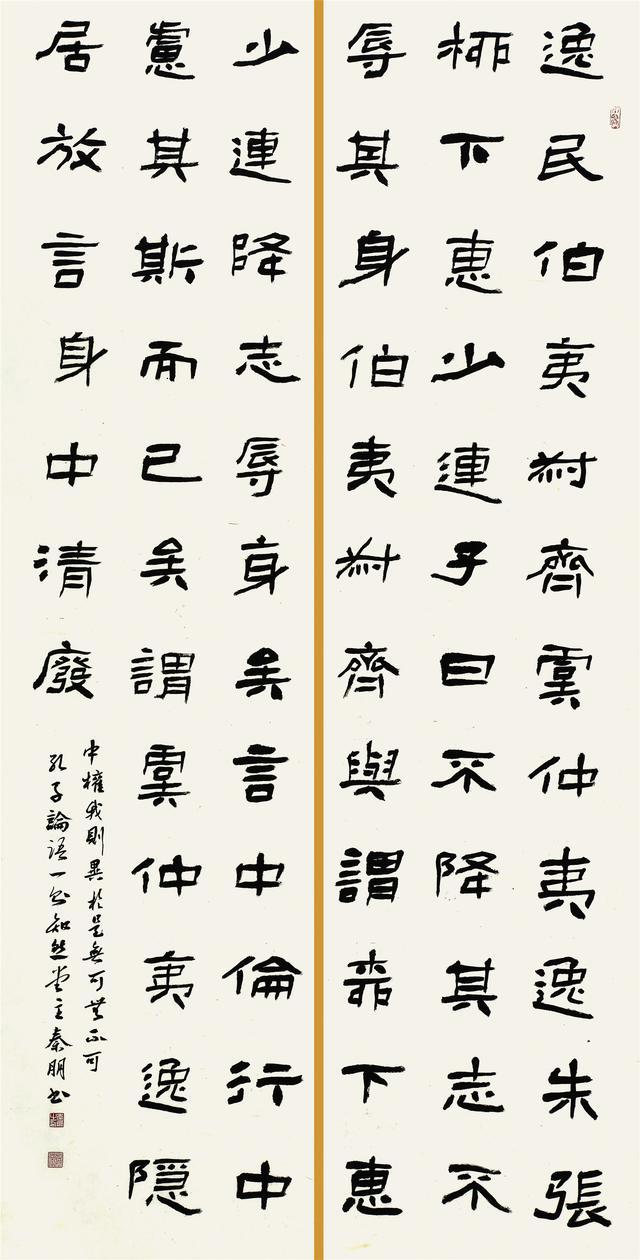 逸民伯夷叔齊虞仲夷逸朱張
柳下惠少連子曰不降其志不
辱其身伯夷叔齊與謂柳下惠
少連降志辱身矣言中倫行中
慮其斯而已矣謂虞仲夷逸隱
居放言身中清廢
中權我則異於是無可無不可
孔子論語一知然堂主秦朋书